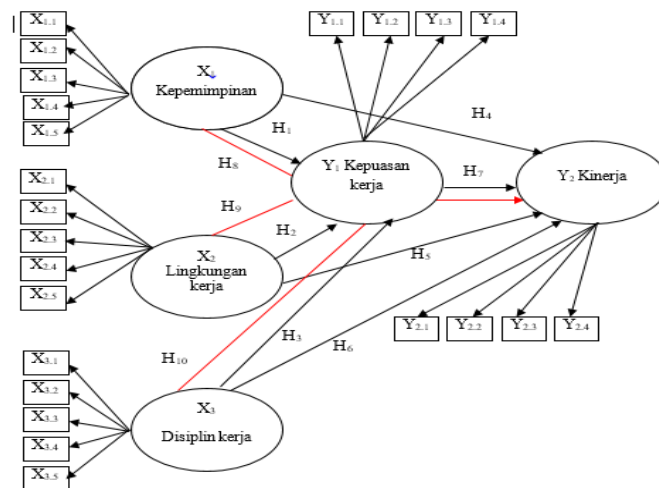 X1.1
X1.2
X1.3
X1.4
X1.5
Y1.1
Y1.2
Y1.3
Y1.4
X1
Kepemimpinan
H1
H4
H8
Y1 Kepuasan
kerja
H7
Y2 Kinerja
X2.1
X2.2
X2.3
X2.4
X2.5
H9
H2
X2
Lingkungan
kerja
H5
Y2.1
Y2.2
Y2.3
Y2.4
H3
H6
H10
X3.1
X3.2
X3.3
X3.4
X3.5
X3
Disiplin kerja